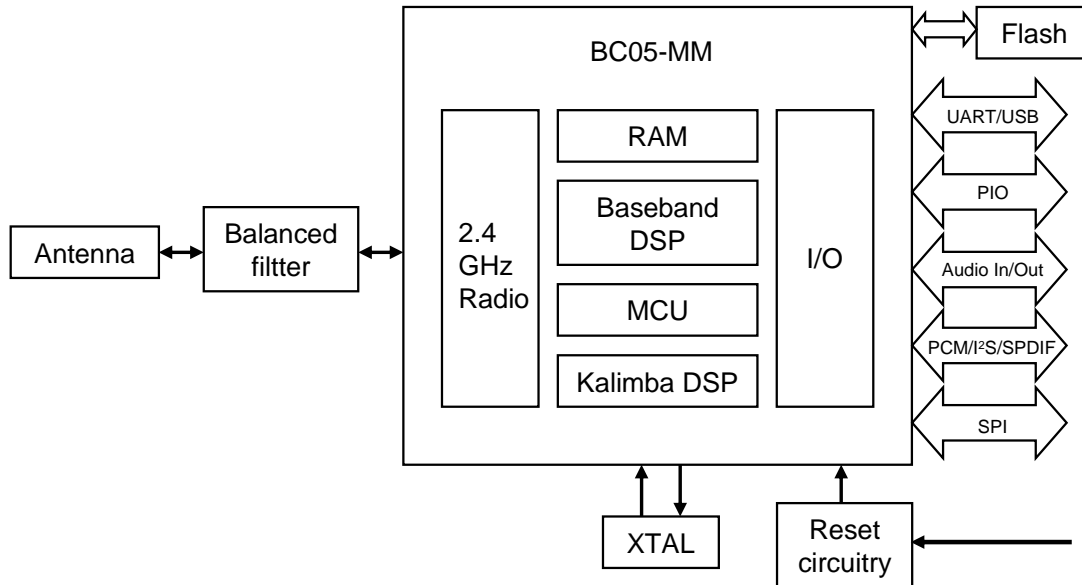 BC05-MM
Flash
RAM
UART/USB
Baseband
DSP
PIO
Antenna
Balanced
filtter
2.4
GHz
Radio
I/O
Audio In/Out
MCU
PCM/I²S/SPDIF
Kalimba DSP
SPI
XTAL
Reset
circuitry